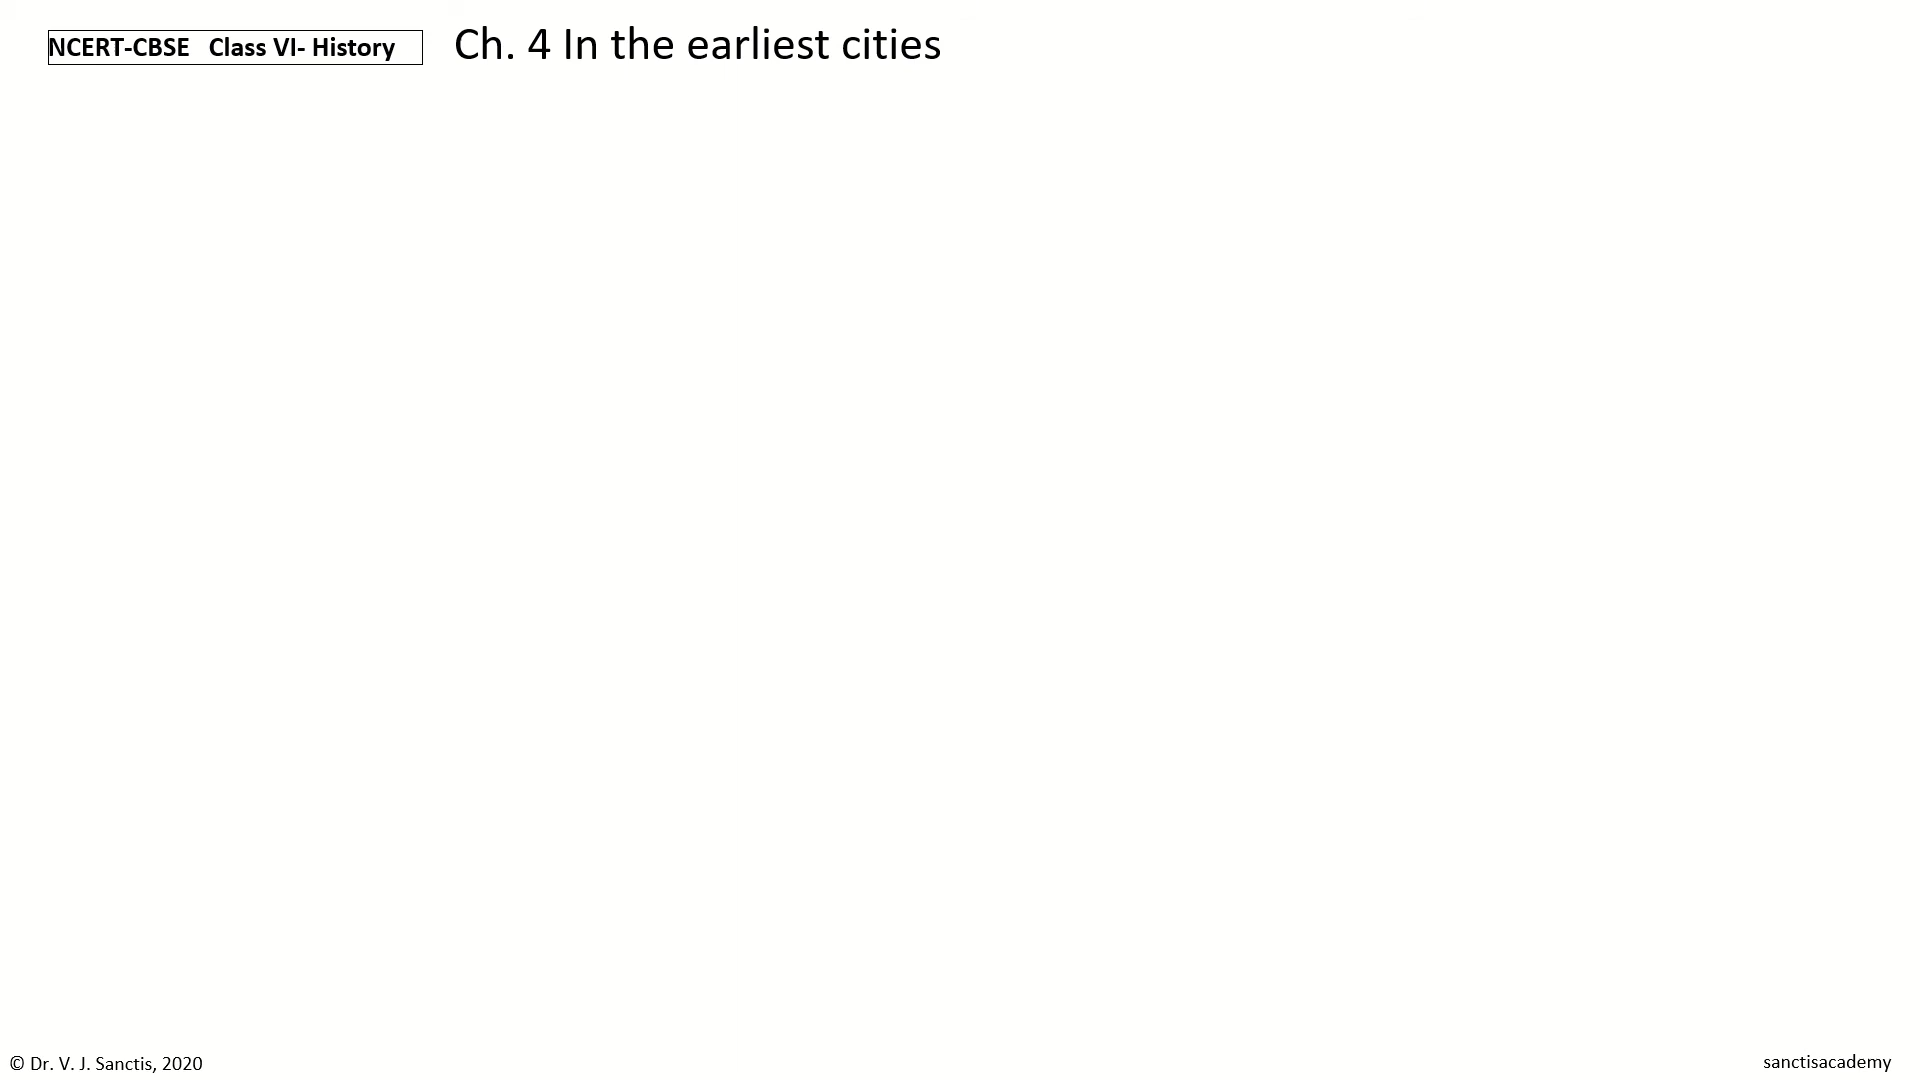 NCERT-CBSE Class VI- History
Ch. 4 In the earliest cities
© Dr. V. J. Sanctis, 2020
sanctisacademy